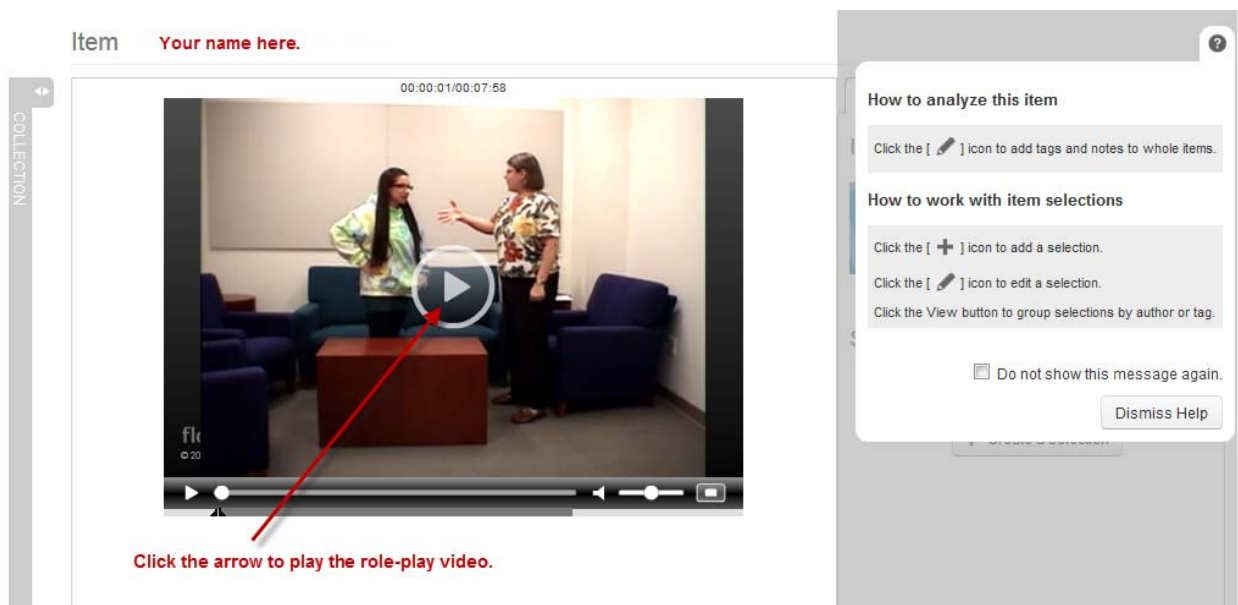 Item
Your name here.
COLLECTION
00:00:01/00:07:58
How to analyze this item
Click the [ ] icon to add tags and notes to whole items.
How to work with item selections
Click the [ ] icon to add a selection.
Click the [ ] icon to edit a selection.
Click the View button to group selections by author or tag.
Do not show this message again.
Dismiss Help
flo
© 20
Click the arrow to play the role-play video.